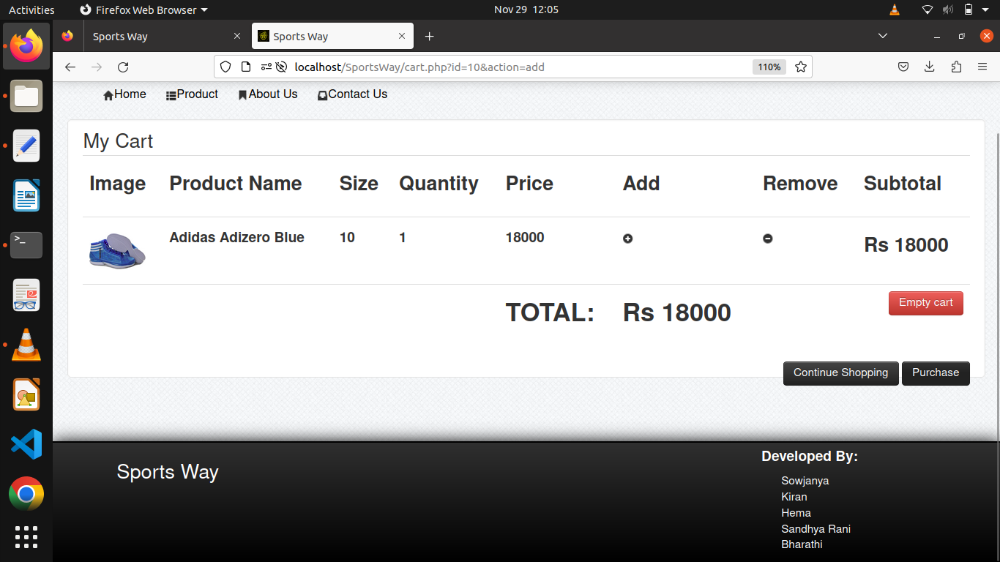 Activities Firefox Web Browser Nov 29 12:05
Sports Way Sports Way
localhost/SportsWay/cart.php?id=10&action=add 110%
Home Product About Us Contact Us
My Cart
Image Product Name Size Quantity Price Add Remove Subtotal
Adidas Adizero Blue 10 1 18000 Rs 18000
TOTAL: Rs 18000 Empty cart
Continue Shopping Purchase
Sports Way
Developed By:
Sowjanya
Kiran
Hema
Sandhya Rani
Bharathi